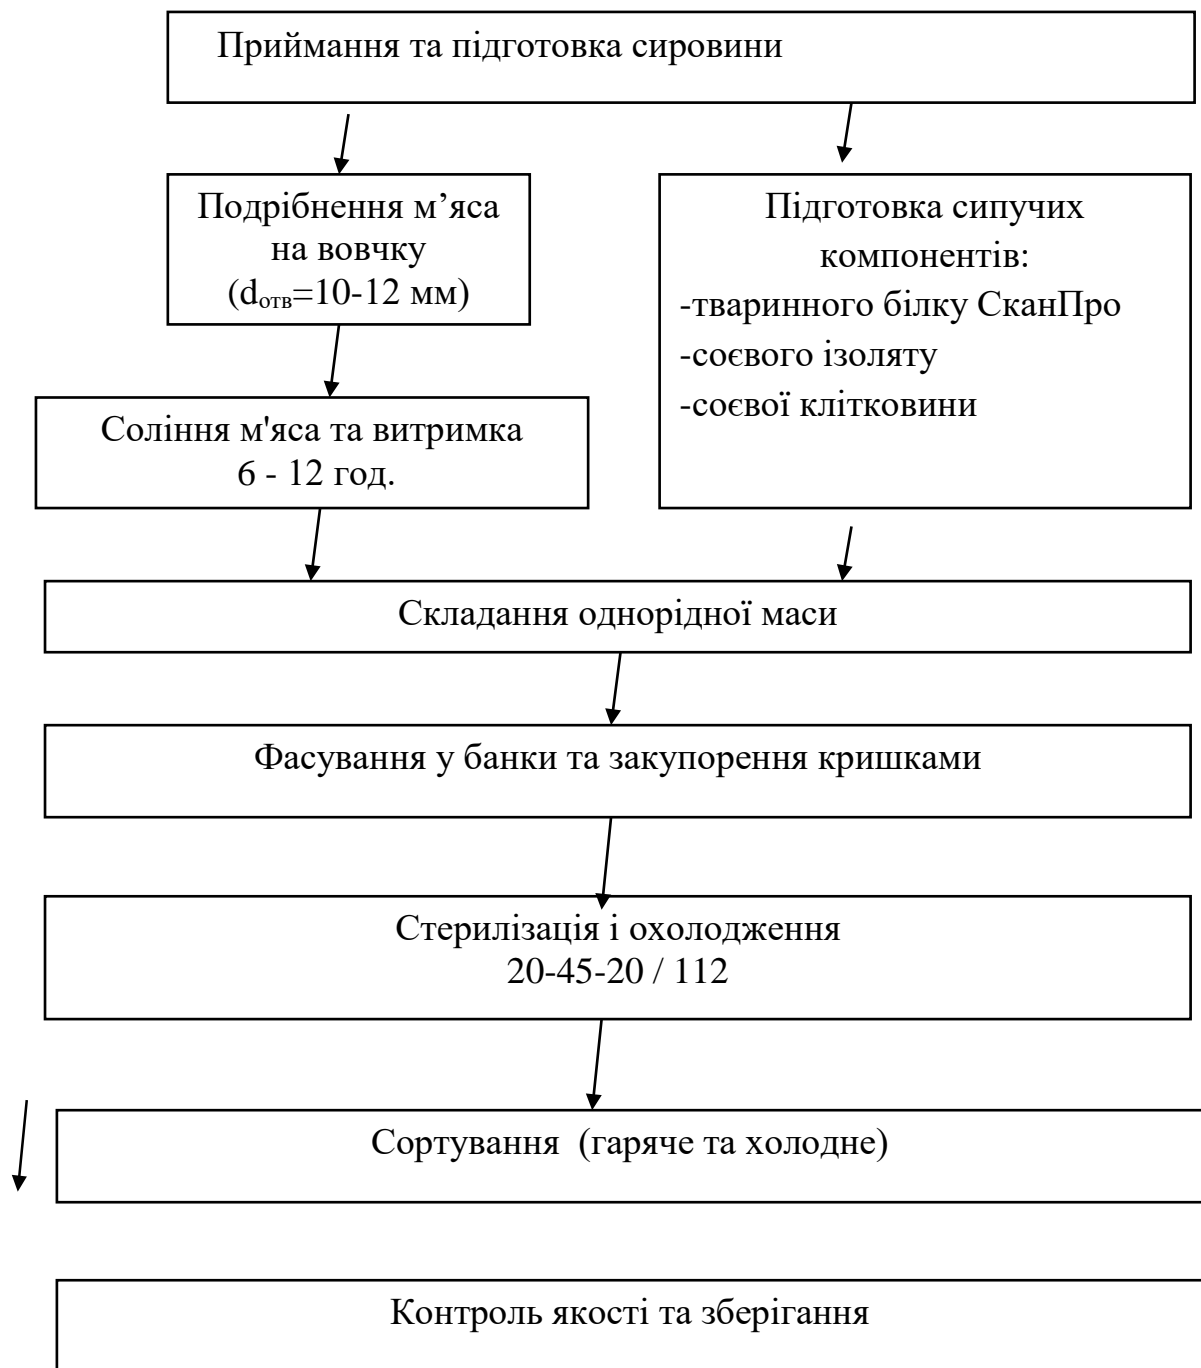 Приймання та підготовка сировини
Подрібнення м’яса
на вовчку
(dотв=10-12 мм)
Підготовка сипучих
компонентів:
-тваринного білку СканПро
-соєвого ізоляту
-соєвої клітковини
Соління м'яса та витримка
6 - 12 год.
Складання однорідної маси
Фасування у банки та закупорення кришками
Стерилізація і охолодження
20-45-20 / 112
Сортування (гаряче та холодне)
Контроль якості та зберігання